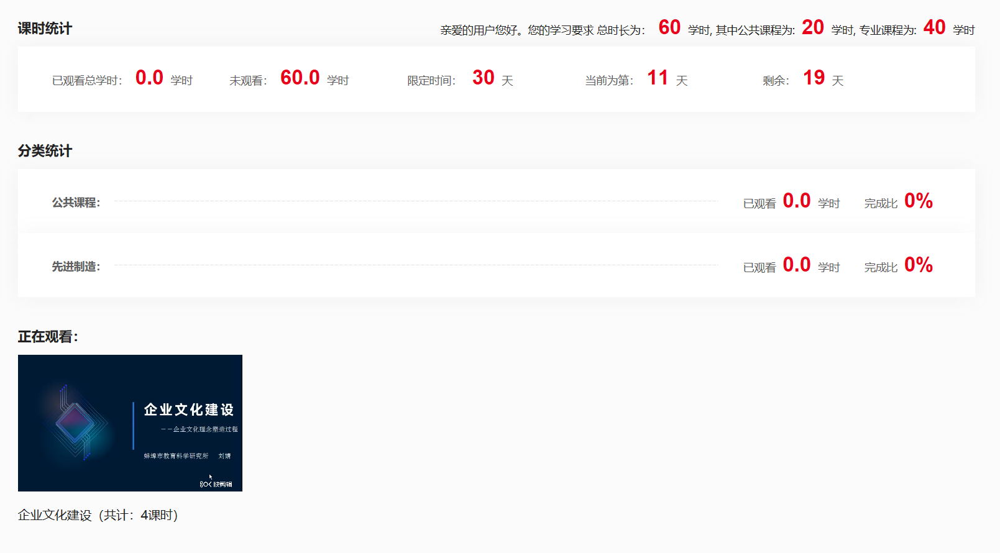 课时统计
亲爱的用户您好。您的学习要求 总时长为： 60 学时, 其中公共课程为: 20 学时, 专业课程为: 40 学时
已观看总学时： 0.0 学时 未观看： 60.0 学时 限定时间： 30 天 当前为第： 11 天 剩余： 19 天
分类统计
公共课程： 已观看 0.0 学时 完成比 0%
先进制造： 已观看 0.0 学时 完成比 0%
正在观看：
企业文化建设
－－企业文化理念塑造过程
蚌埠市教育科学研究所 刘婧
快剪辑
企业文化建设（共计：4课时）